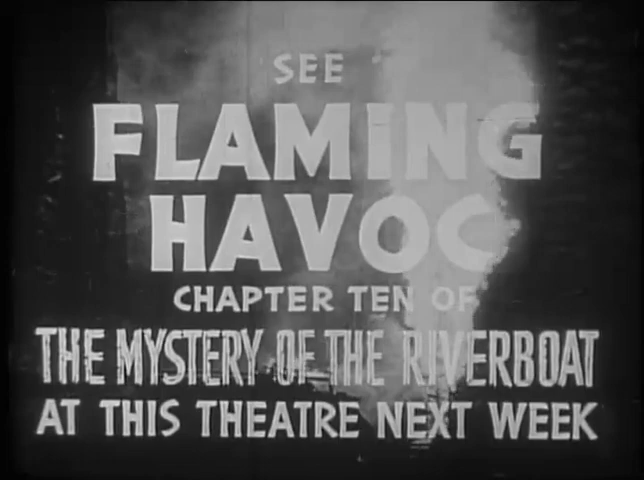 SEE
FLAMING
HAVOC
CHAPTER TEN OF
THE MYSTERY OF THE RIVERBOAT
AT THIS THEATRE NEXT WEEK